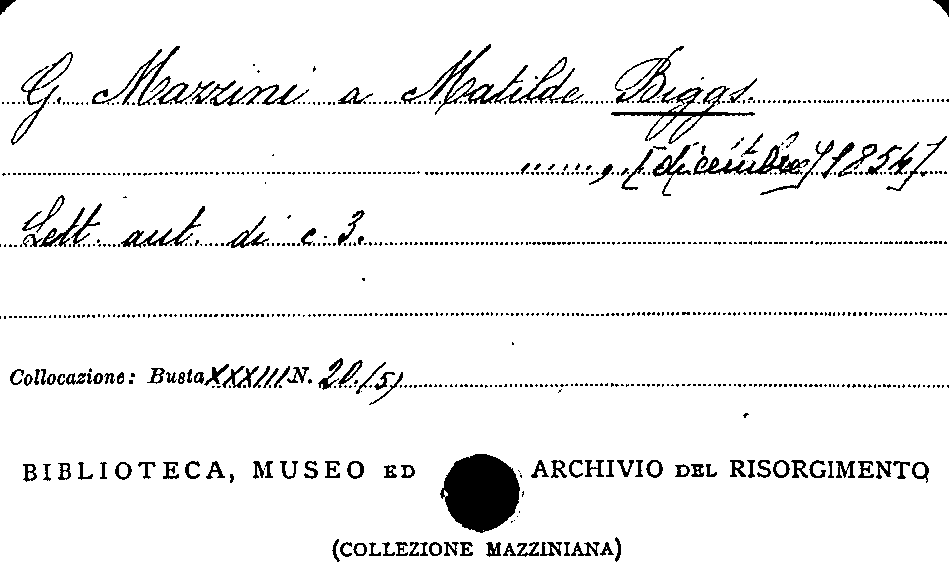 G. Mazzini a Matilde Biggs.
......, [dicembre 1854].
Lett. aut. di c. 3.
Collocazione: Busta XXXIII N. 20.(5)
BIBLIOTECA, MUSEO ED ARCHIVIO DEL RISORGIMENTO
(COLLEZIONE MAZZINIANA)